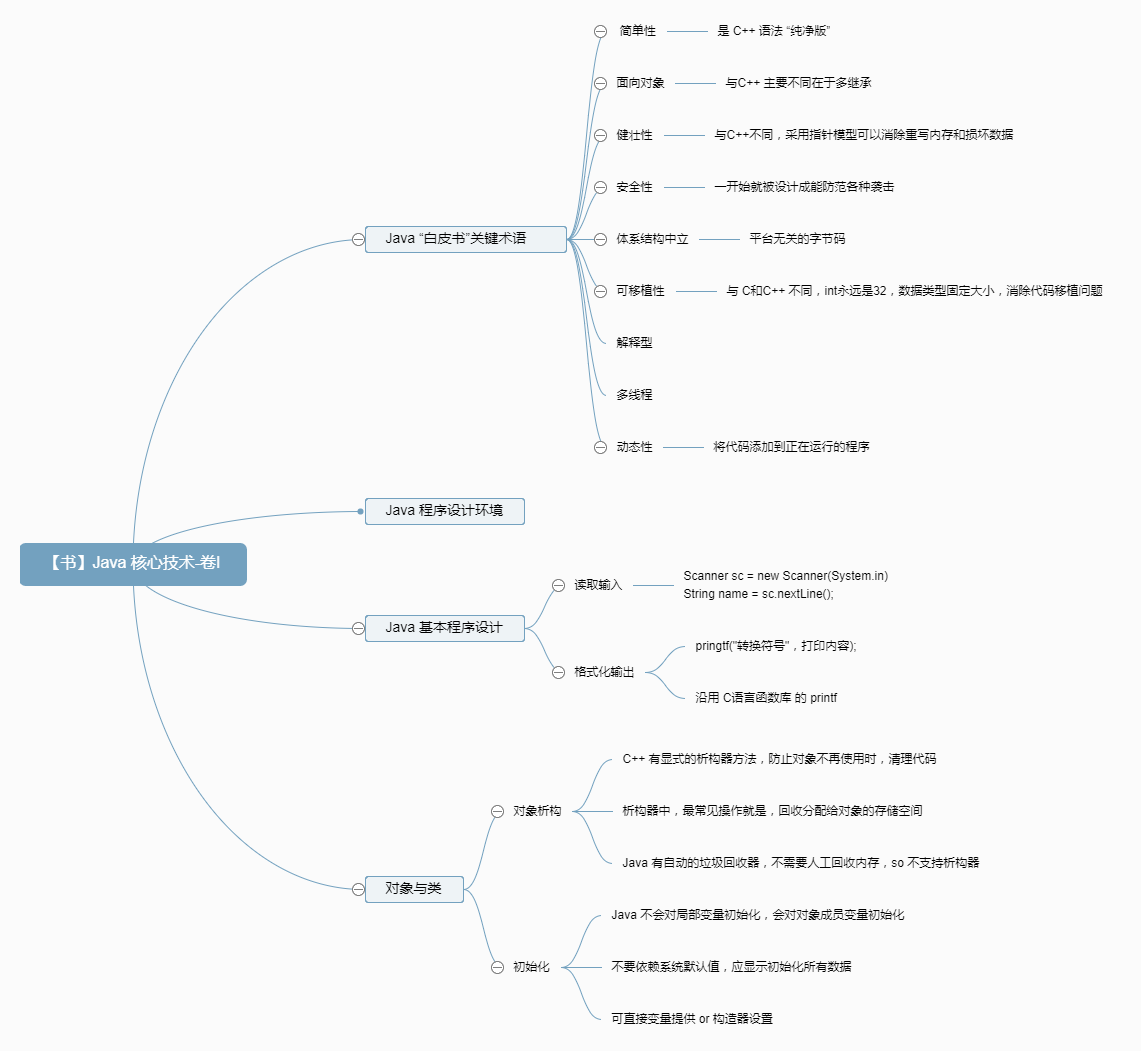 简单性
是 C++ 语法 “纯净版”
面向对象
与C++ 主要不同在于多继承
健壮性
与C++不同，采用指针模型可以消除重写内存和损坏数据
安全性
一开始就被设计成能防范各种袭击
Java “白皮书”关键术语
体系结构中立
平台无关的字节码
可移植性
与 C和C++ 不同，int永远是32，数据类型固定大小，消除代码移植问题
解释型
多线程
动态性
将代码添加到正在运行的程序
Java 程序设计环境
【书】Java 核心技术-卷I
Java 基本程序设计
读取输入
Scanner sc = new Scanner(System.in)
String name = sc.nextLine();
格式化输出
pringtf("转换符号"，打印内容);
沿用 C语言函数库 的 printf
对象与类
对象析构
C++ 有显式的析构器方法，防止对象不再使用时，清理代码
析构器中，最常见操作就是，回收分配给对象的存储空间
Java 有自动的垃圾回收器，不需要人工回收内存，so 不支持析构器
初始化
Java 不会对局部变量初始化，会对对象成员变量初始化
不要依赖系统默认值，应显示初始化所有数据
可直接变量提供 or 构造器设置